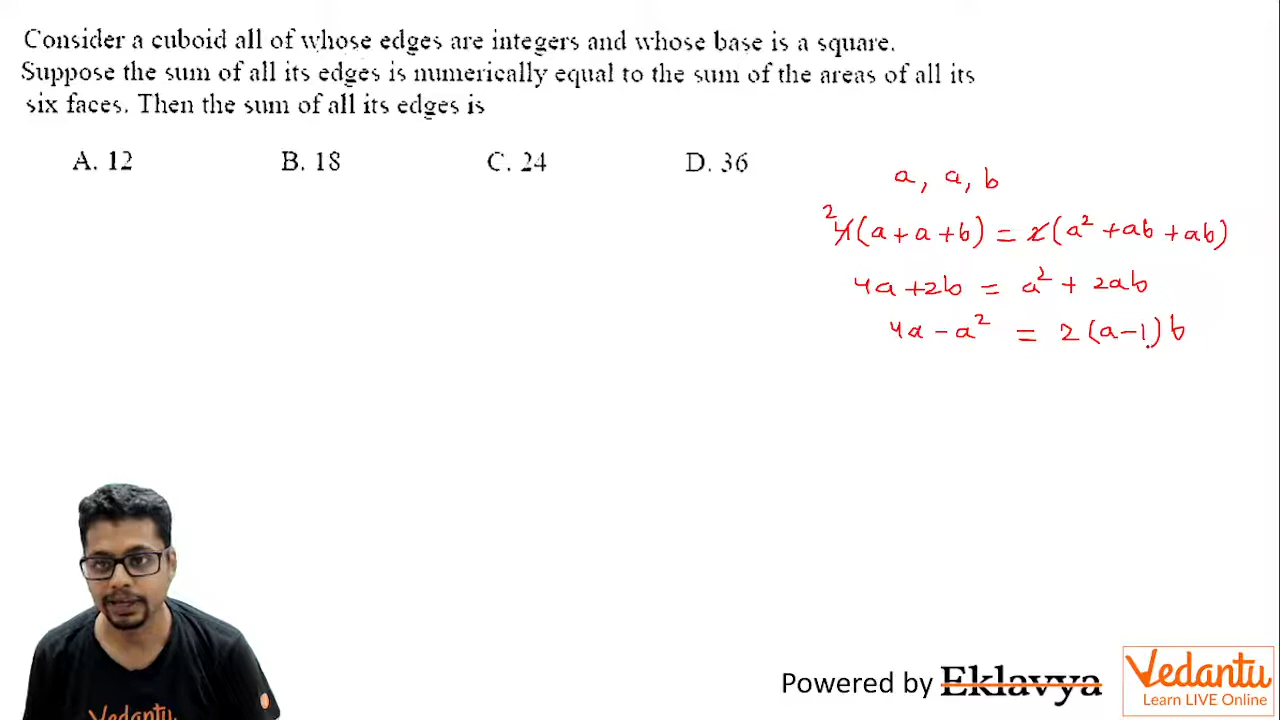 Consider a cuboid all of whose edges are integers and whose base is a square.
Suppose the sum of all its edges is numerically equal to the sum of the areas of all its
six faces. Then the sum of all its edges is
A. 12 B. 18 C. 24 D. 36
a, a, b
2 4(a+a+b) = 2(a² + ab + ab)
4a + 2b = a² + 2ab
4a - a² = 2(a-1) b
Vedantu
Powered by Eklavya
Vedantu
Learn LIVE Online